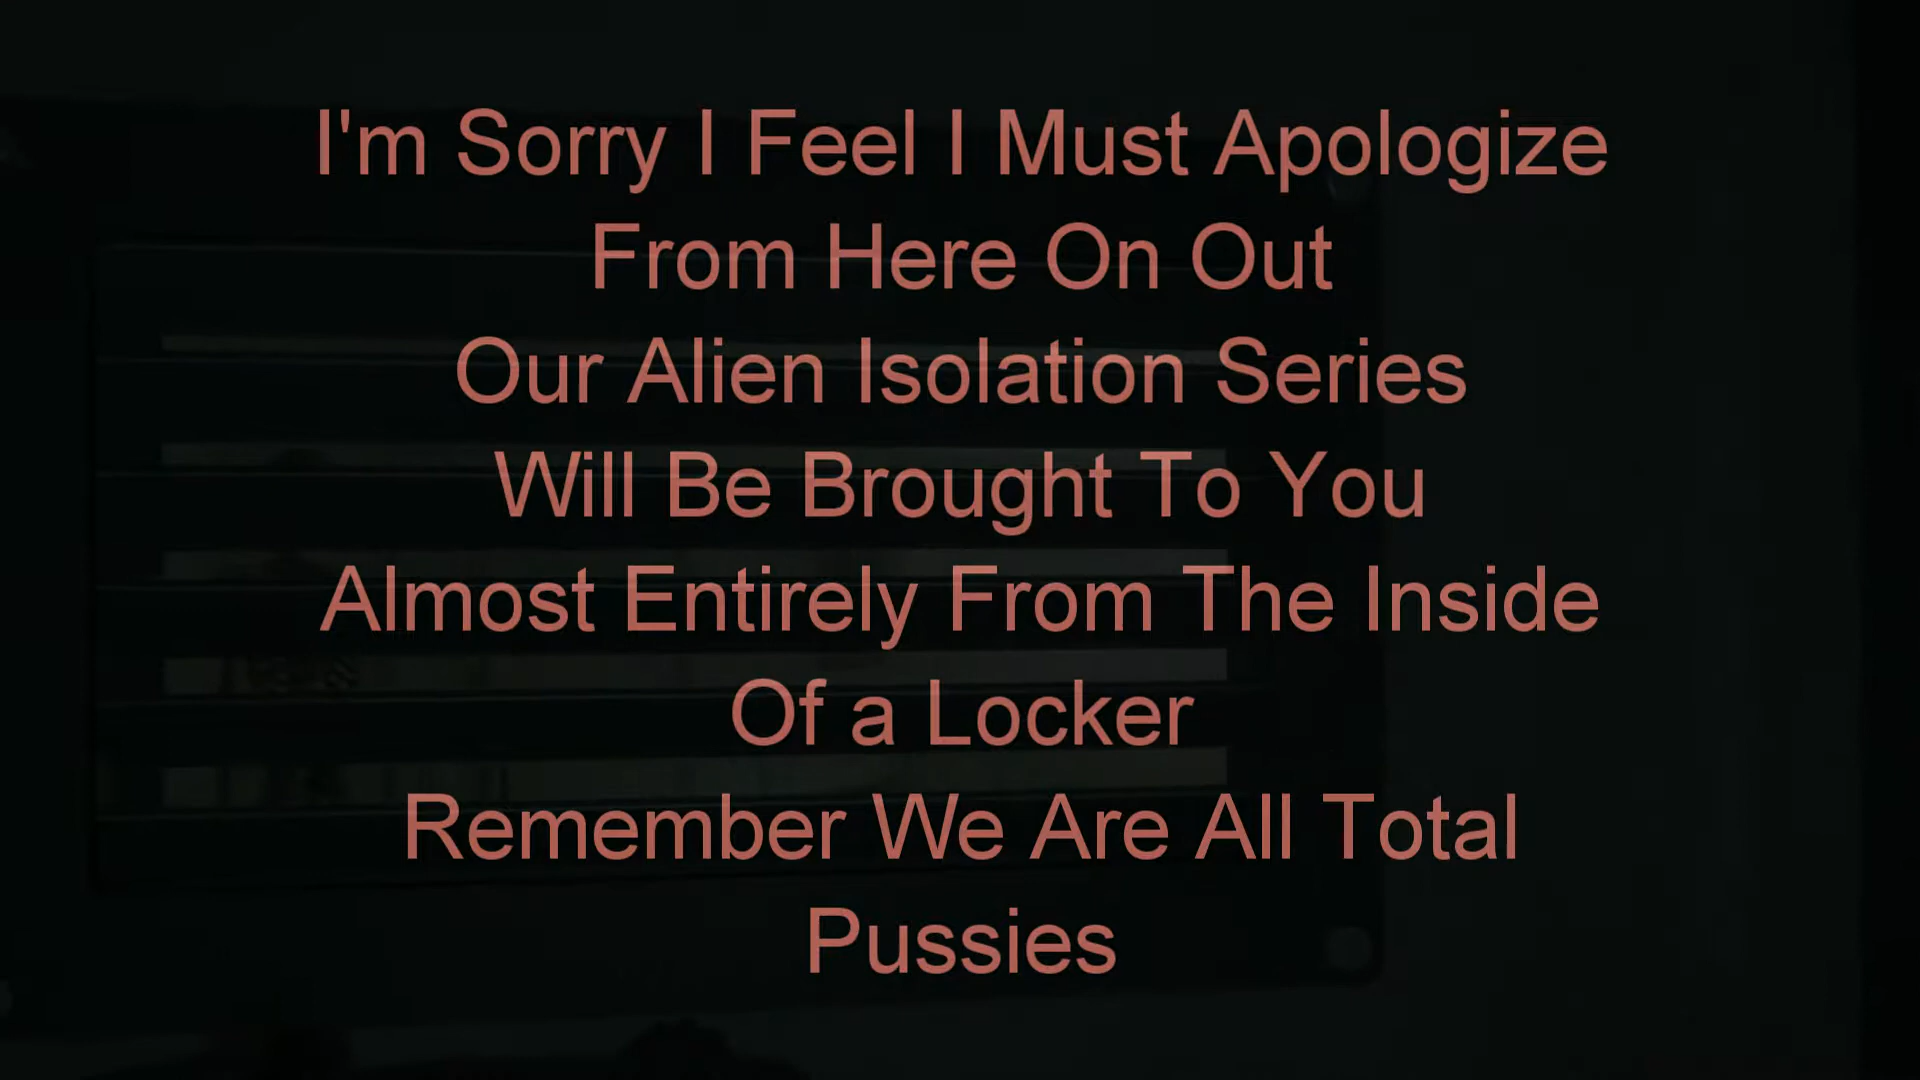 I'm Sorry I Feel I Must Apologize
From Here On Out
Our Alien Isolation Series
Will Be Brought To You
Almost Entirely From The Inside
Of a Locker
Remember We Are All Total
Pussies